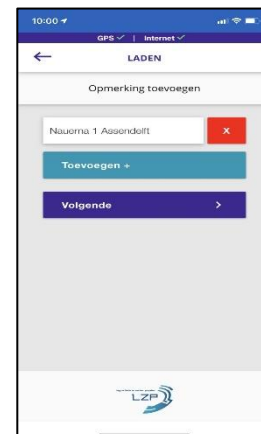 10:00
GPS ✓ | Internet ✓
LADEN
Opmerking toevoegen
Nauerna 1 Assendelft
X
Toevoegen +
Volgende
LZP